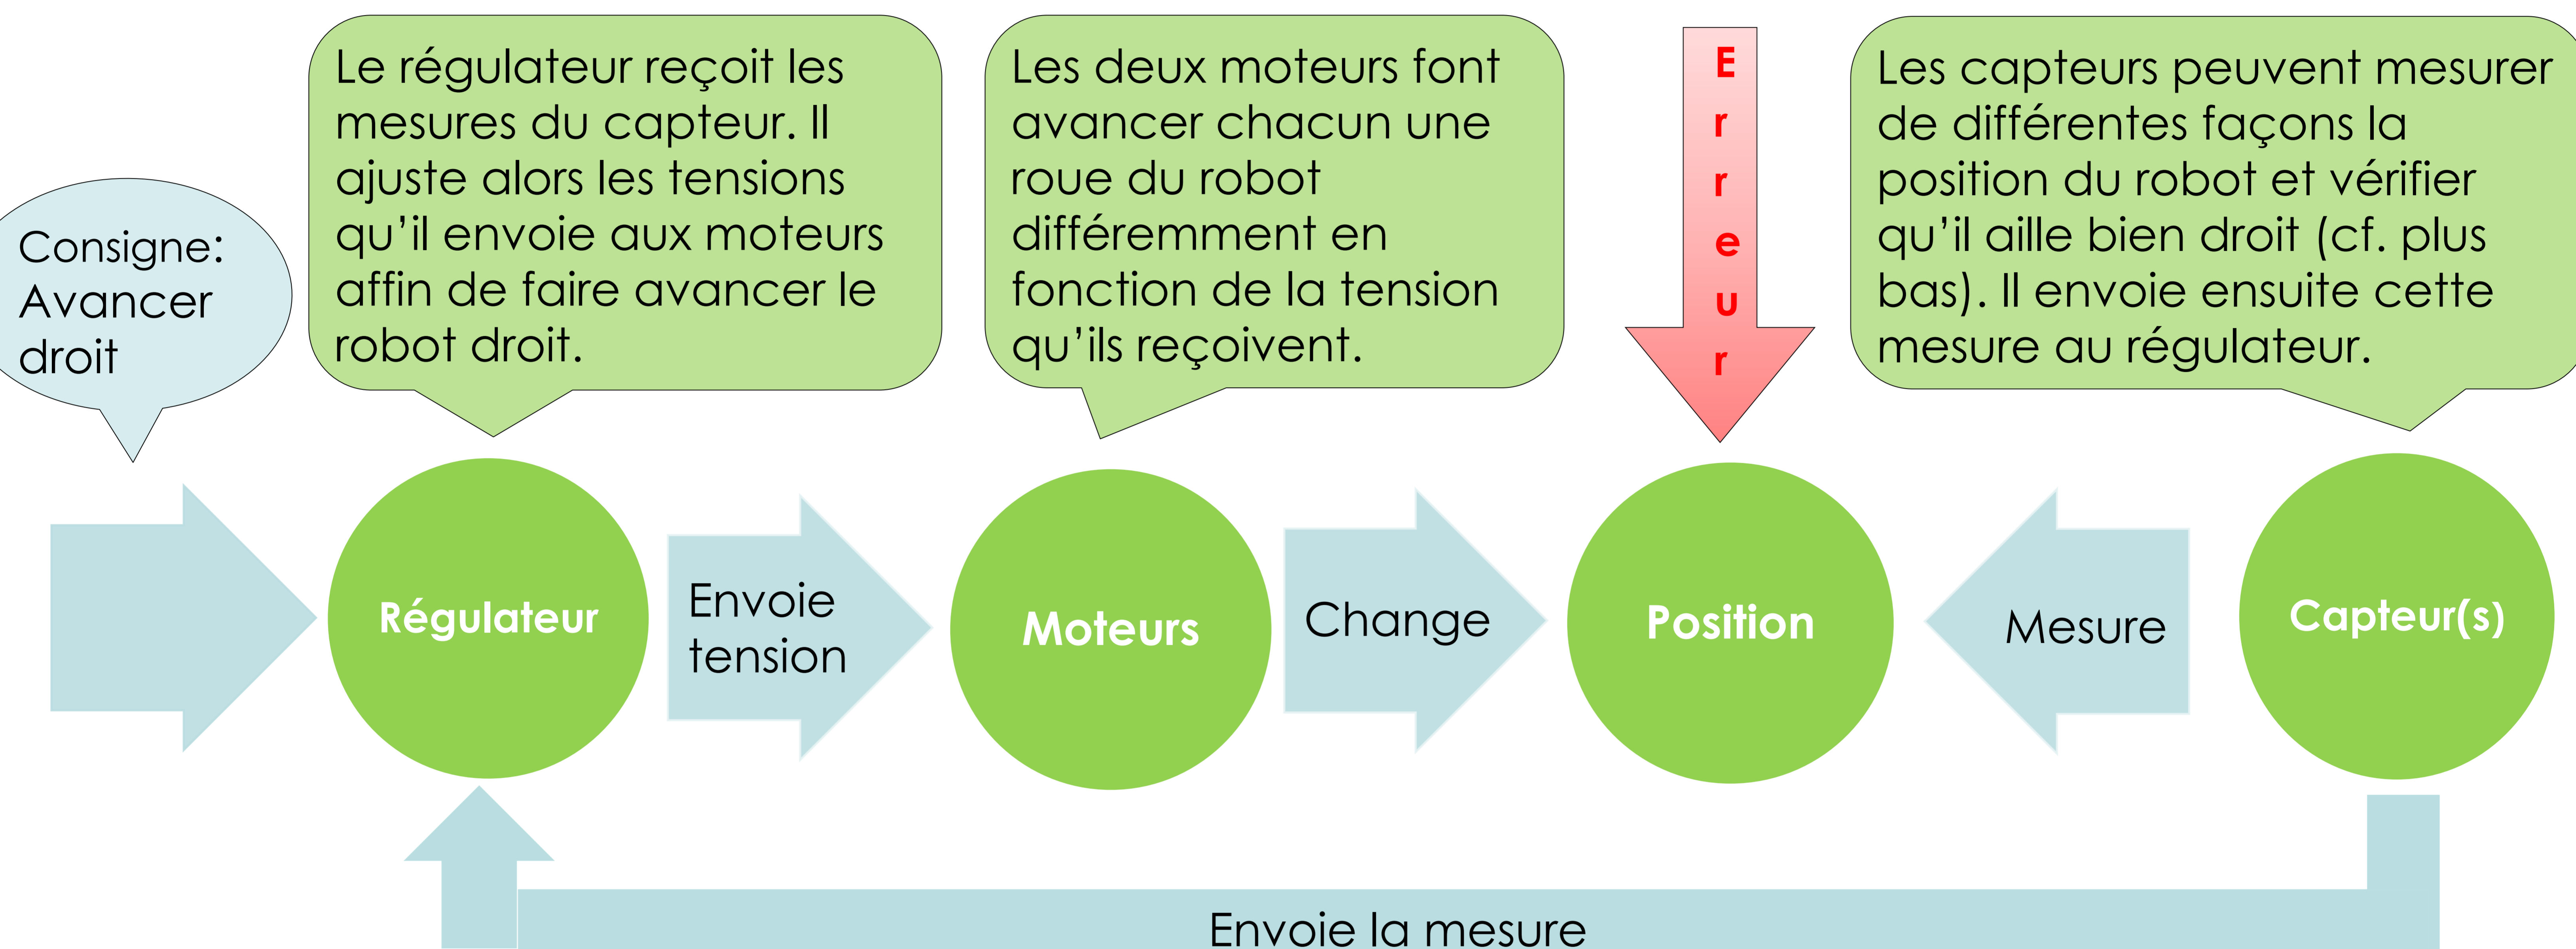 Consigne:
Avancer
droit
Le régulateur reçoit les
mesures du capteur. Il
ajuste alors les tensions
qu’il envoie aux moteurs
affin de faire avancer le
robot droit.
Les deux moteurs font
avancer chacun une
roue du robot
différemment en
fonction de la tension
qu’ils reçoivent.
E
r
r
e
u
r
Les capteurs peuvent mesurer
de différentes façons la
position du robot et vérifier
qu’il aille bien droit (cf. plus
bas). Il envoie ensuite cette
mesure au régulateur.
Régulateur
Envoie
tension
Moteurs
Change
Position
Mesure
Capteur(s)
Envoie la mesure